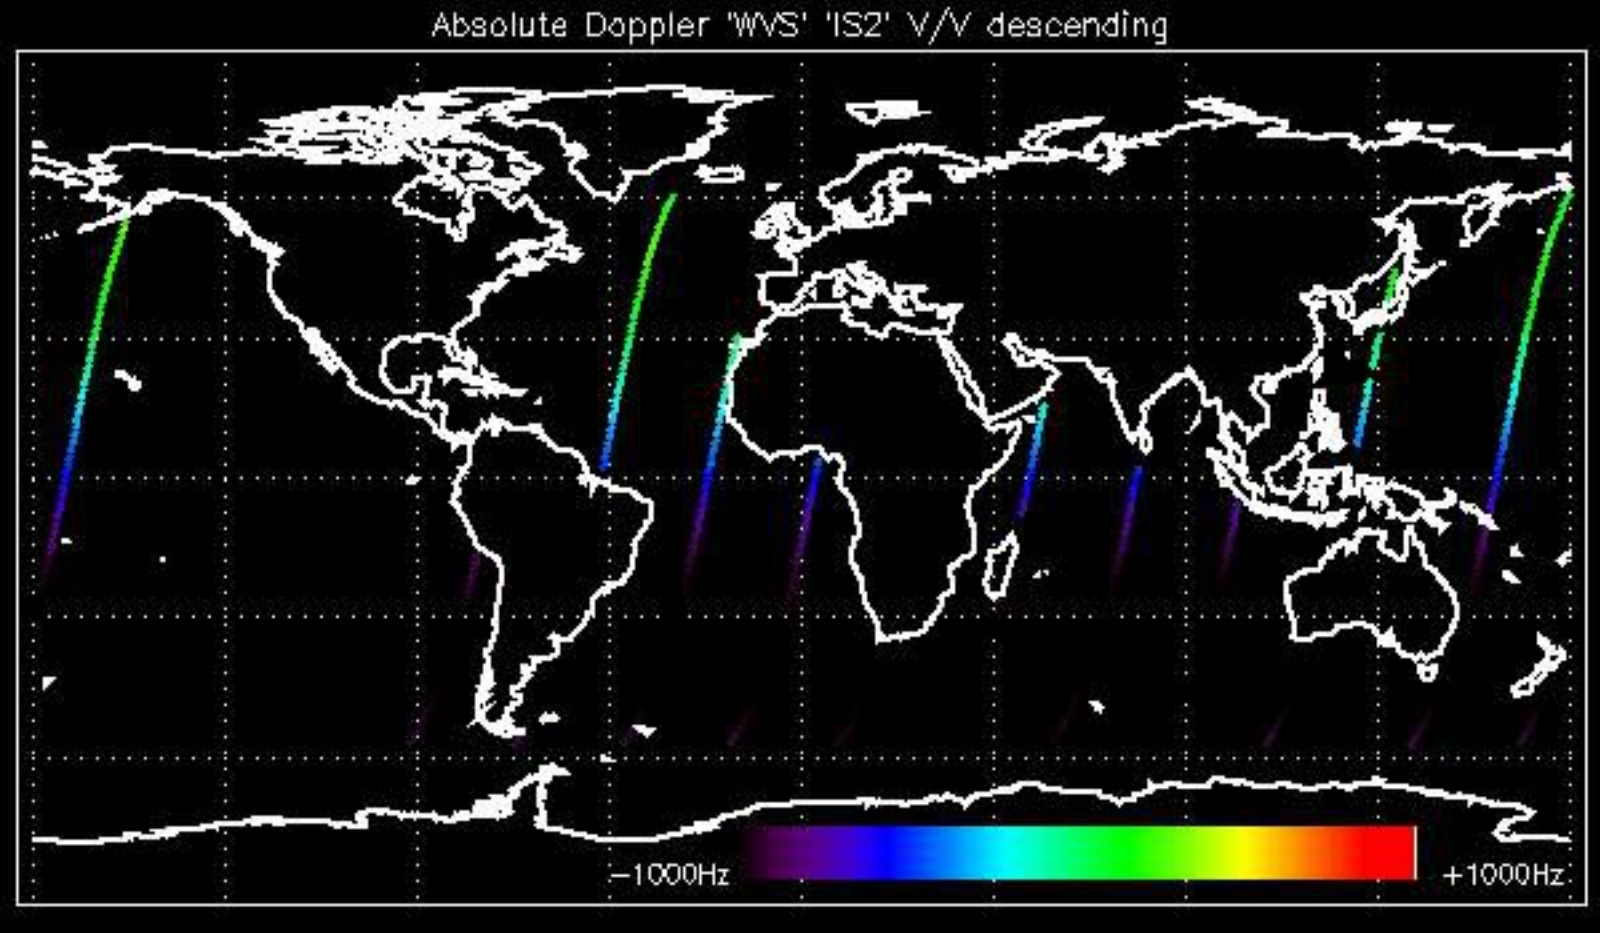 Absolute Doppler 'WVS' 'IS2' V/V descending
-1000Hz +1000Hz